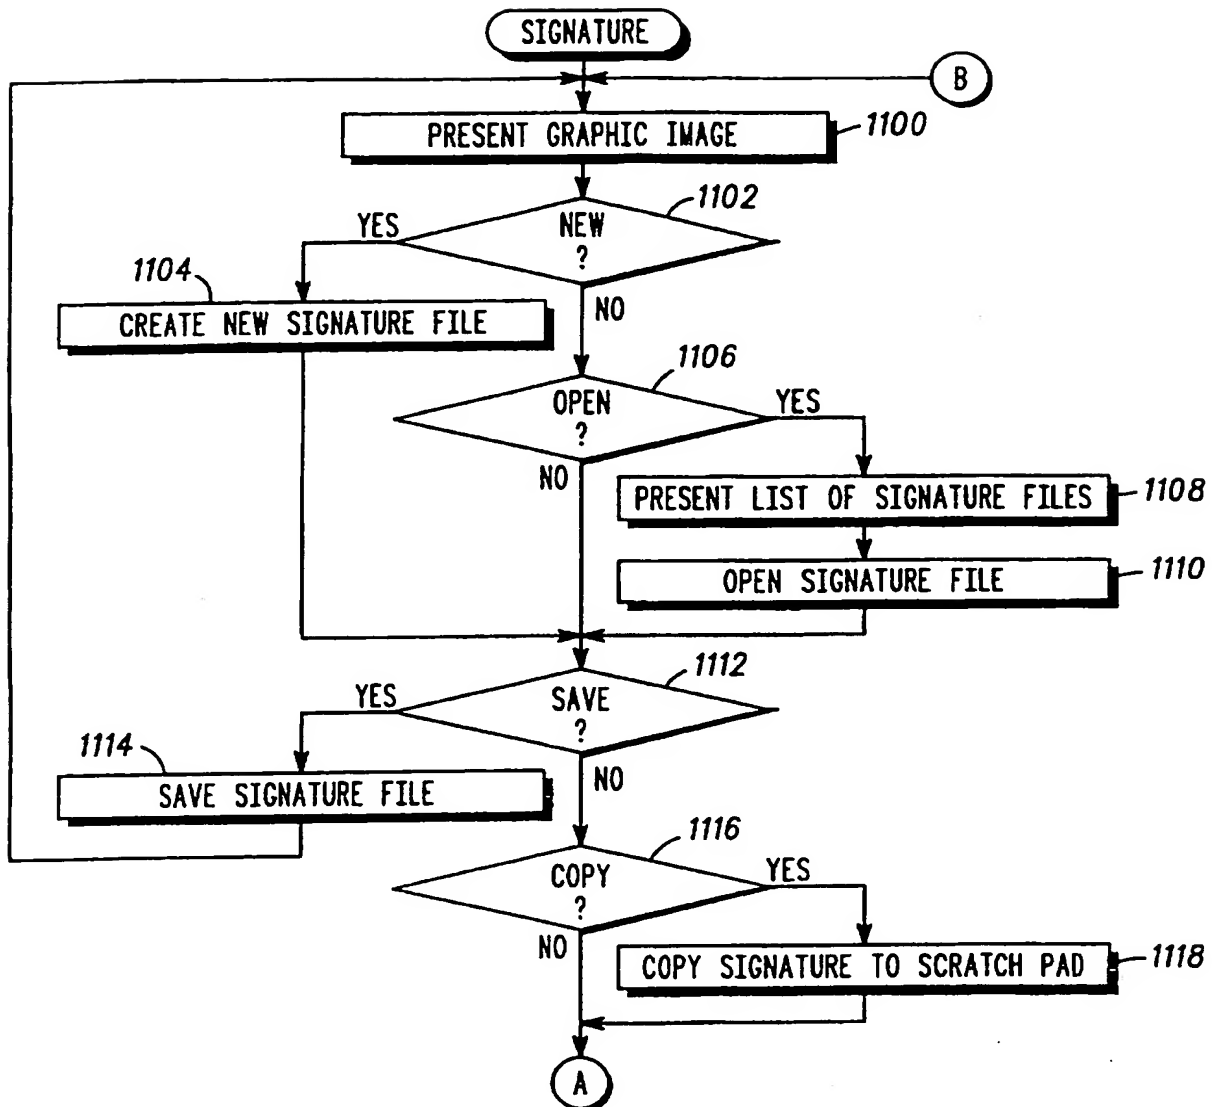 SIGNATURE
B
PRESENT GRAPHIC IMAGE
1100
1102
NEW
?
YES
NO
1104
CREATE NEW SIGNATURE FILE
1106
OPEN
?
YES
NO
PRESENT LIST OF SIGNATURE FILES
1108
OPEN SIGNATURE FILE
1110
1112
SAVE
?
YES
NO
1114
SAVE SIGNATURE FILE
1116
COPY
?
YES
NO
COPY SIGNATURE TO SCRATCH PAD
1118
A